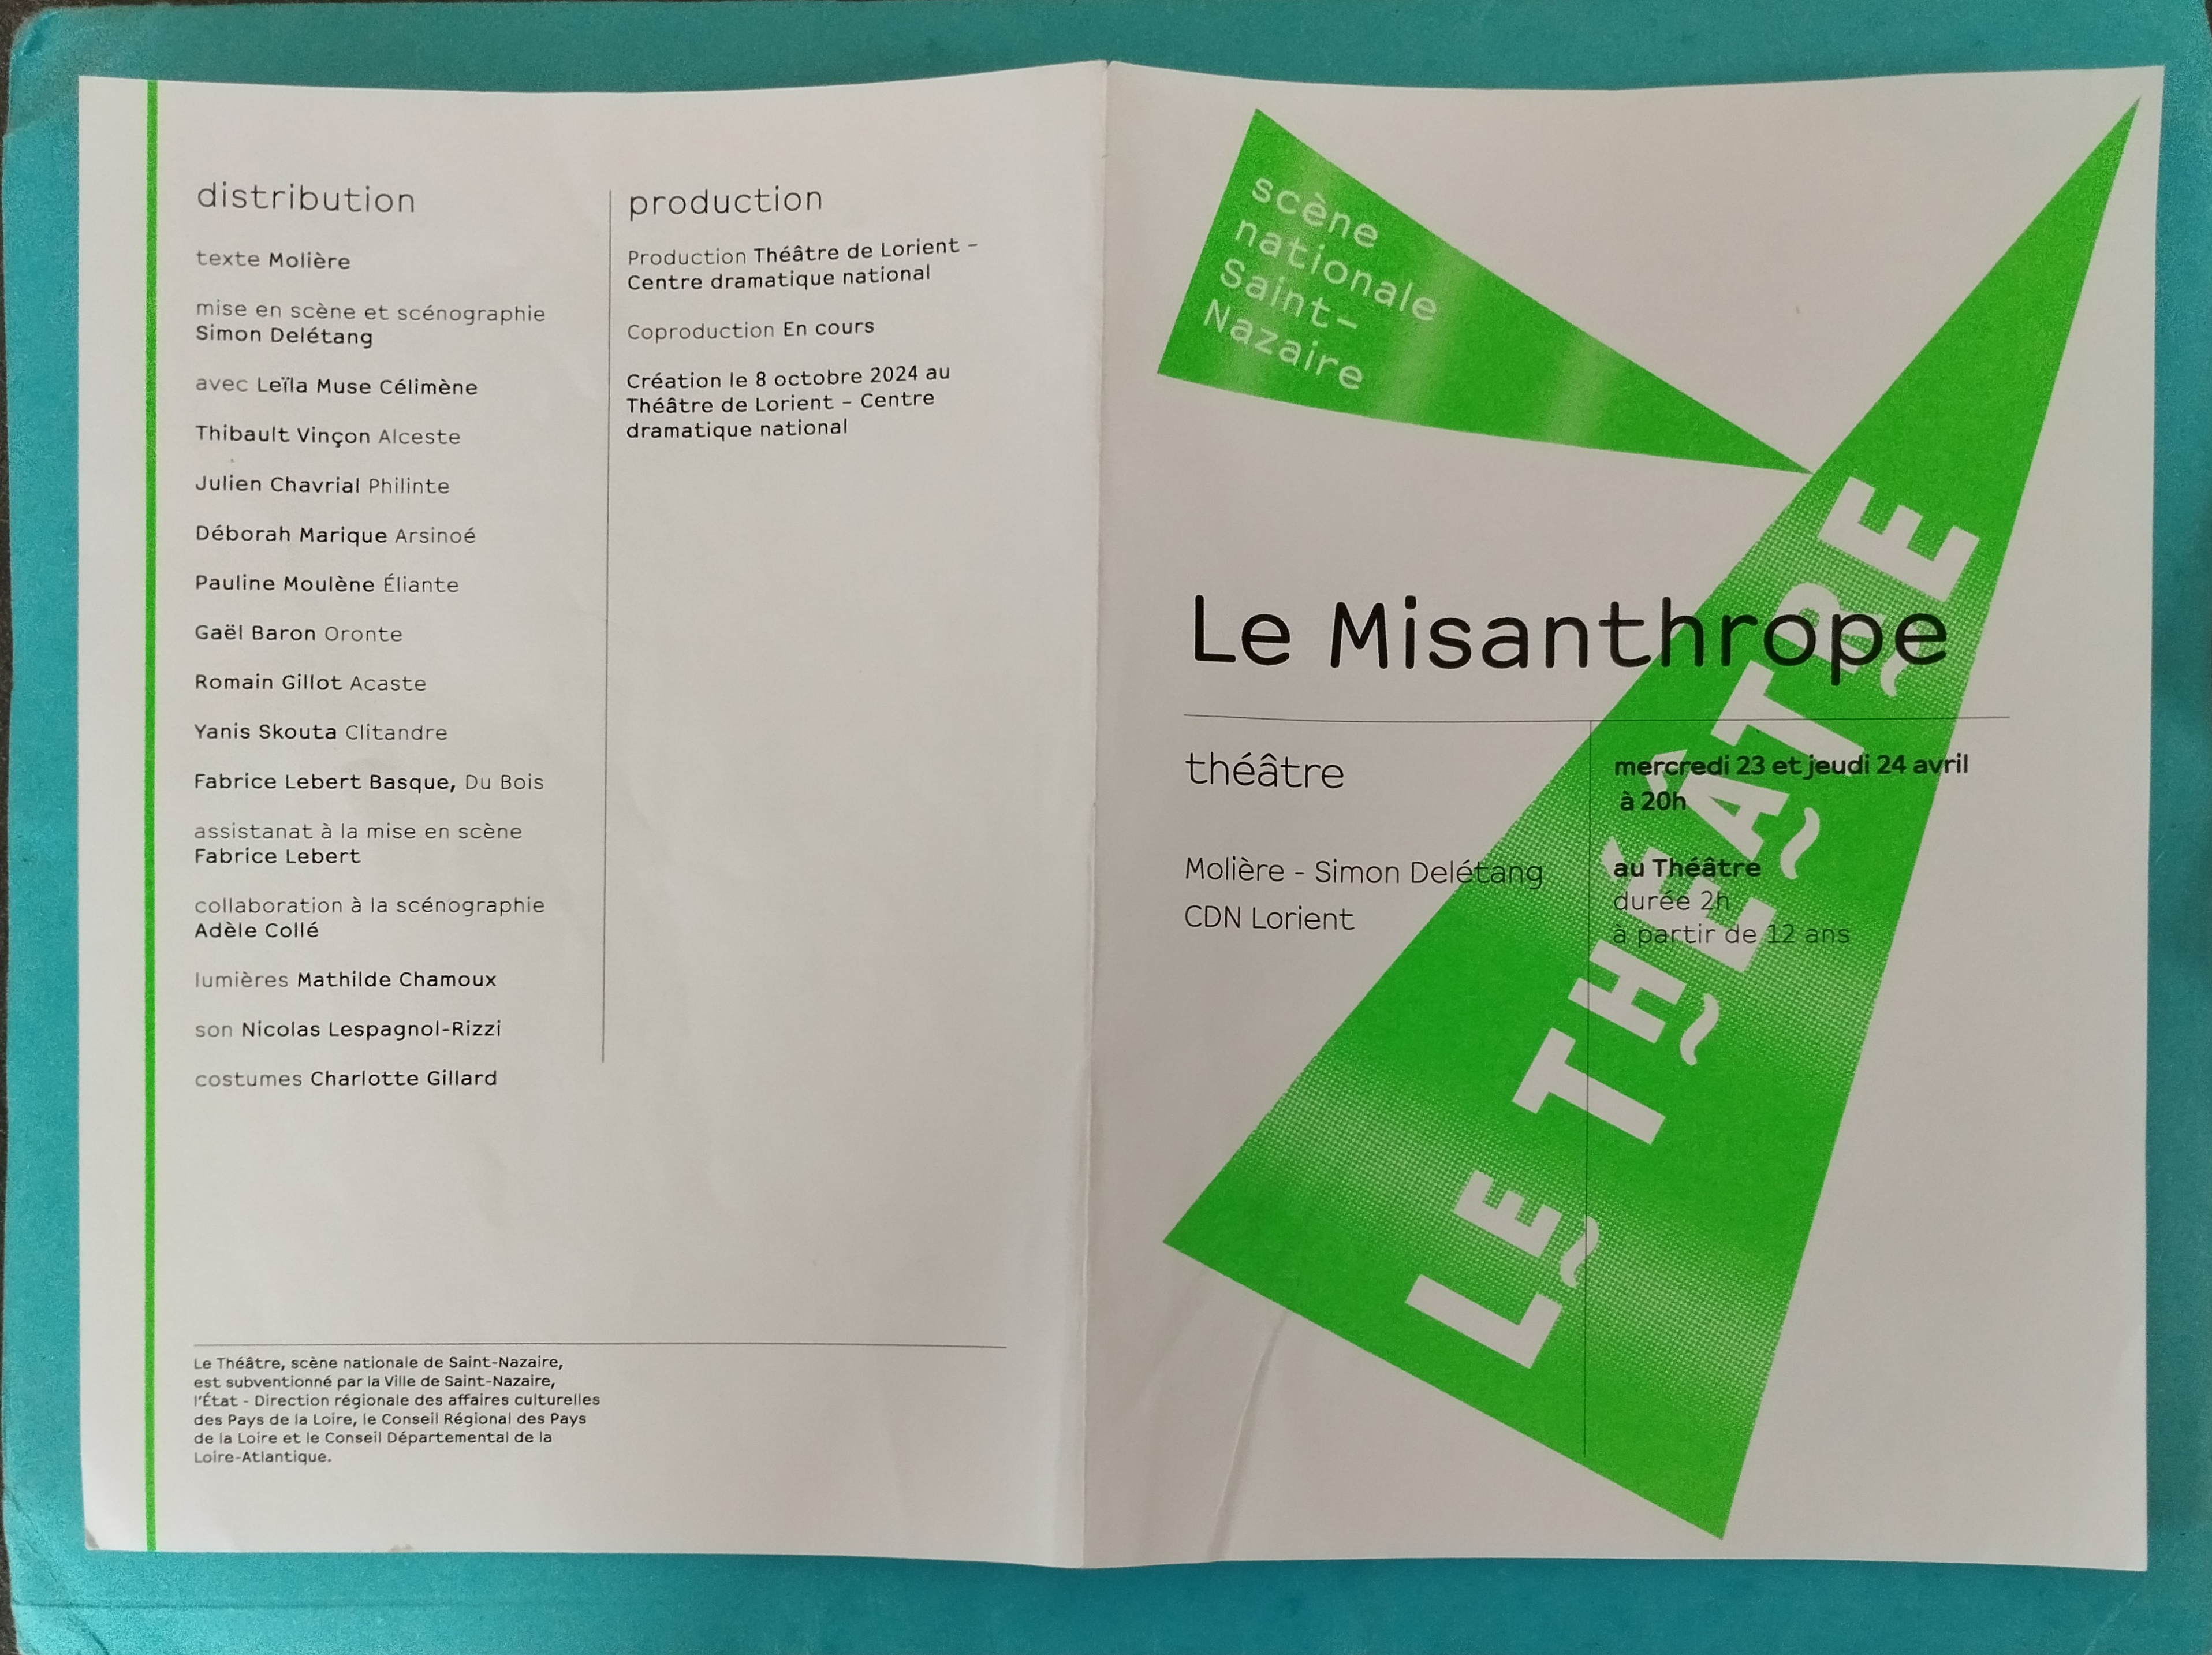 distribution
texte Molière
mise en scène et scénographie
Simon Delétang
avec Leïla Muse Célimène
Thibault Vinçon Alceste
Julien Chavrial Philinte
Déborah Marique Arsinoé
Pauline Moulène Éliante
Gaël Baron Oronte
Romain Gillot Acaste
Yanis Skouta Clitandre
Fabrice Lebert Basque, Du Bois
assistanat à la mise en scène
Fabrice Lebert
collaboration à la scénographie
Adèle Collé
lumières Mathilde Chamoux
son Nicolas Lespagnol-Rizzi
costumes Charlotte Gillard
production
Production Théâtre de Lorient –
Centre dramatique national
Coproduction En cours
Création le 8 octobre 2024 au
Théâtre de Lorient – Centre
dramatique national
Le Théâtre, scène nationale de Saint-Nazaire,
est subventionné par la Ville de Saint-Nazaire,
l'État - Direction régionale des affaires culturelles
des Pays de la Loire, le Conseil Régional des Pays
de la Loire et le Conseil Départemental de la
Loire-Atlantique.
scène
nationale
Saint-
Nazaire
Le Misanthrope
théâtre
Molière - Simon Delétang
CDN Lorient
mercredi 23 et jeudi 24 avril
à 20h
au Théâtre
durée 2h
à partir de 12 ans
LE THÉÂTRE